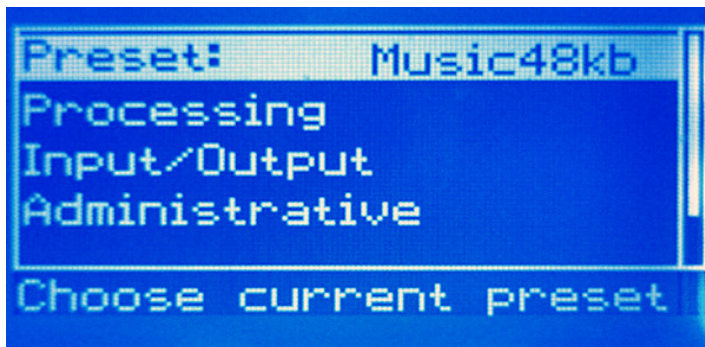 Preset: Music48kb
Processing
Input/Output
Administrative
Choose current preset